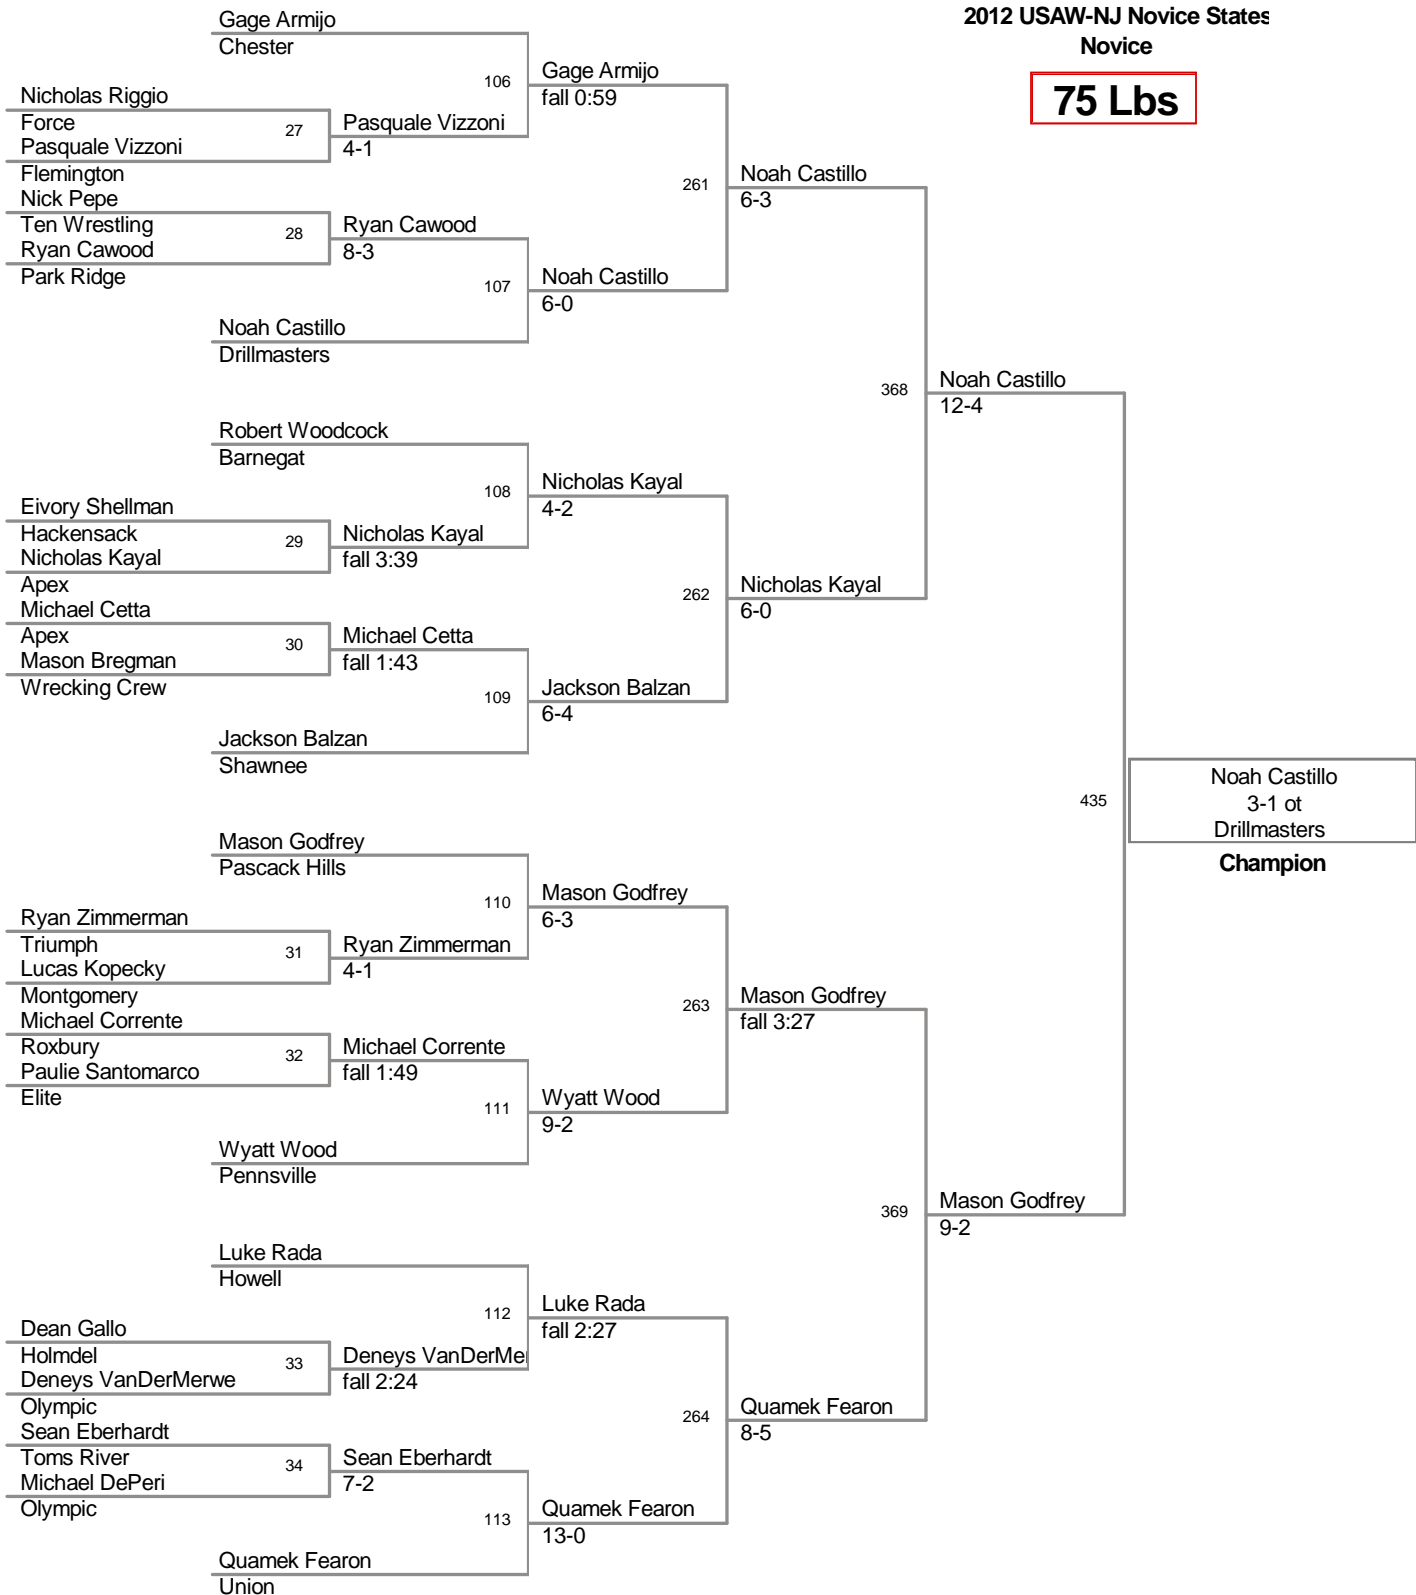 2012 USAW-NJ Novice States
Novice
75 Lbs
Gage Armijo
Chester
106
Gage Armijo
fall 0:59
Nicholas Riggio
Force
27
Pasquale Vizzoni
Flemington
Pasquale Vizzoni
4-1
Nick Pepe
Ten Wrestling
28
Ryan Cawood
Park Ridge
Ryan Cawood
8-3
107
Noah Castillo
6-0
Noah Castillo
Drillmasters
261
Noah Castillo
6-3
Robert Woodcock
Barnegat
108
Nicholas Kayal
4-2
Eivory Shellman
Hackensack
29
Nicholas Kayal
Apex
Nicholas Kayal
fall 3:39
Michael Cetta
Apex
30
Mason Bregman
Wrecking Crew
Michael Cetta
fall 1:43
109
Jackson Balzan
6-4
Jackson Balzan
Shawnee
262
Nicholas Kayal
6-0
368
Noah Castillo
12-4
Mason Godfrey
Pascack Hills
110
Mason Godfrey
6-3
Ryan Zimmerman
Triumph
31
Lucas Kopecky
Montgomery
Ryan Zimmerman
4-1
Michael Corrente
Roxbury
32
Paulie Santomarco
Elite
Michael Corrente
fall 1:49
111
Wyatt Wood
9-2
Wyatt Wood
Pennsville
263
Mason Godfrey
fall 3:27
Luke Rada
Howell
112
Luke Rada
fall 2:27
Dean Gallo
Holmdel
33
Deneys VanDerMerwe
Olympic
Deneys VanDerMe
fall 2:24
Sean Eberhardt
Toms River
34
Michael DePeri
Olympic
Sean Eberhardt
7-2
113
Quamek Fearon
13-0
Quamek Fearon
Union
264
Quamek Fearon
8-5
369
Mason Godfrey
9-2
435
Noah Castillo
3-1 ot
Drillmasters
Champion